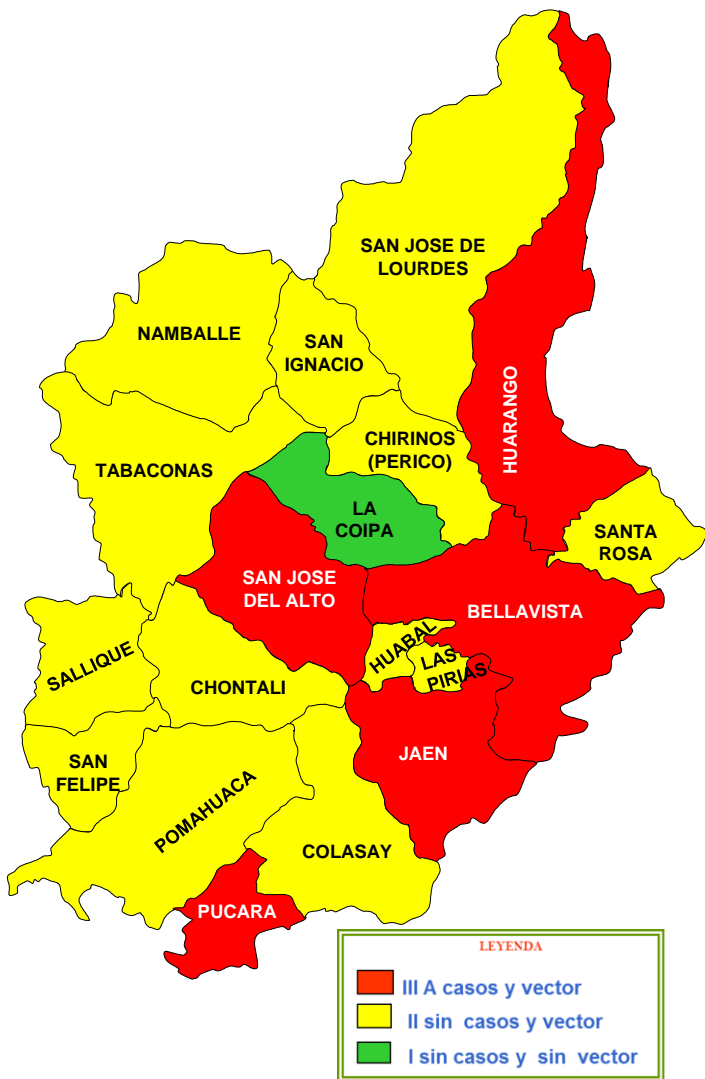 SAN JOSE DE
LOURDES
NAMBALLE
SAN
IGNACIO
HUARANGO
CHIRINOS
(PERICO)
TABACONAS
LA
COIPA
SANTA
ROSA
SAN JOSE
DEL ALTO
BELLAVISTA
HUABAL
LAS
PIRIAS
SALLIQUE
CHONTALI
JAEN
SAN
FELIPE
POMAHUACA
COLASAY
PUCARA
LEYENDA
III A casos y vector
II sin casos y vector
I sin casos y sin vector